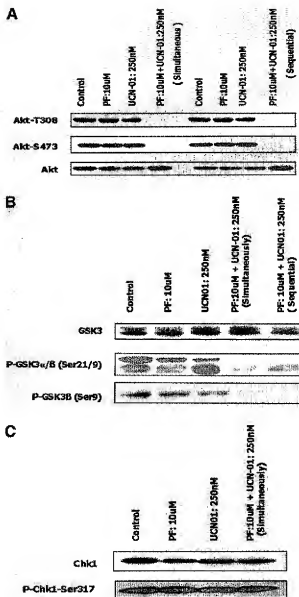 A
Control
PF:10uM
UCN-01: 250nM
PF:10uM+UCN-01:250nM
(Simultaneous)
Control
PF:10uM
UCN-01: 250nM
PF:10uM+UCN-01:250nM
(Sequential)
Akt-T308
Akt-S473
Akt
B
Control
PF: 10uM
UCN01: 250nM
PF:10uM + UCN-01: 250nM
(Simultaneously)
PF:10uM + UCN01: 250nM
(Sequential)
GSK3
P-GSK3α/B (Ser21/9)
P-GSK3B (Ser9)
C
Control
PF: 10uM
UCN01: 250nM
PF:10uM + UCN-01: 250nM
(Simultaneously)
Chk1
P-Chk1-Ser317